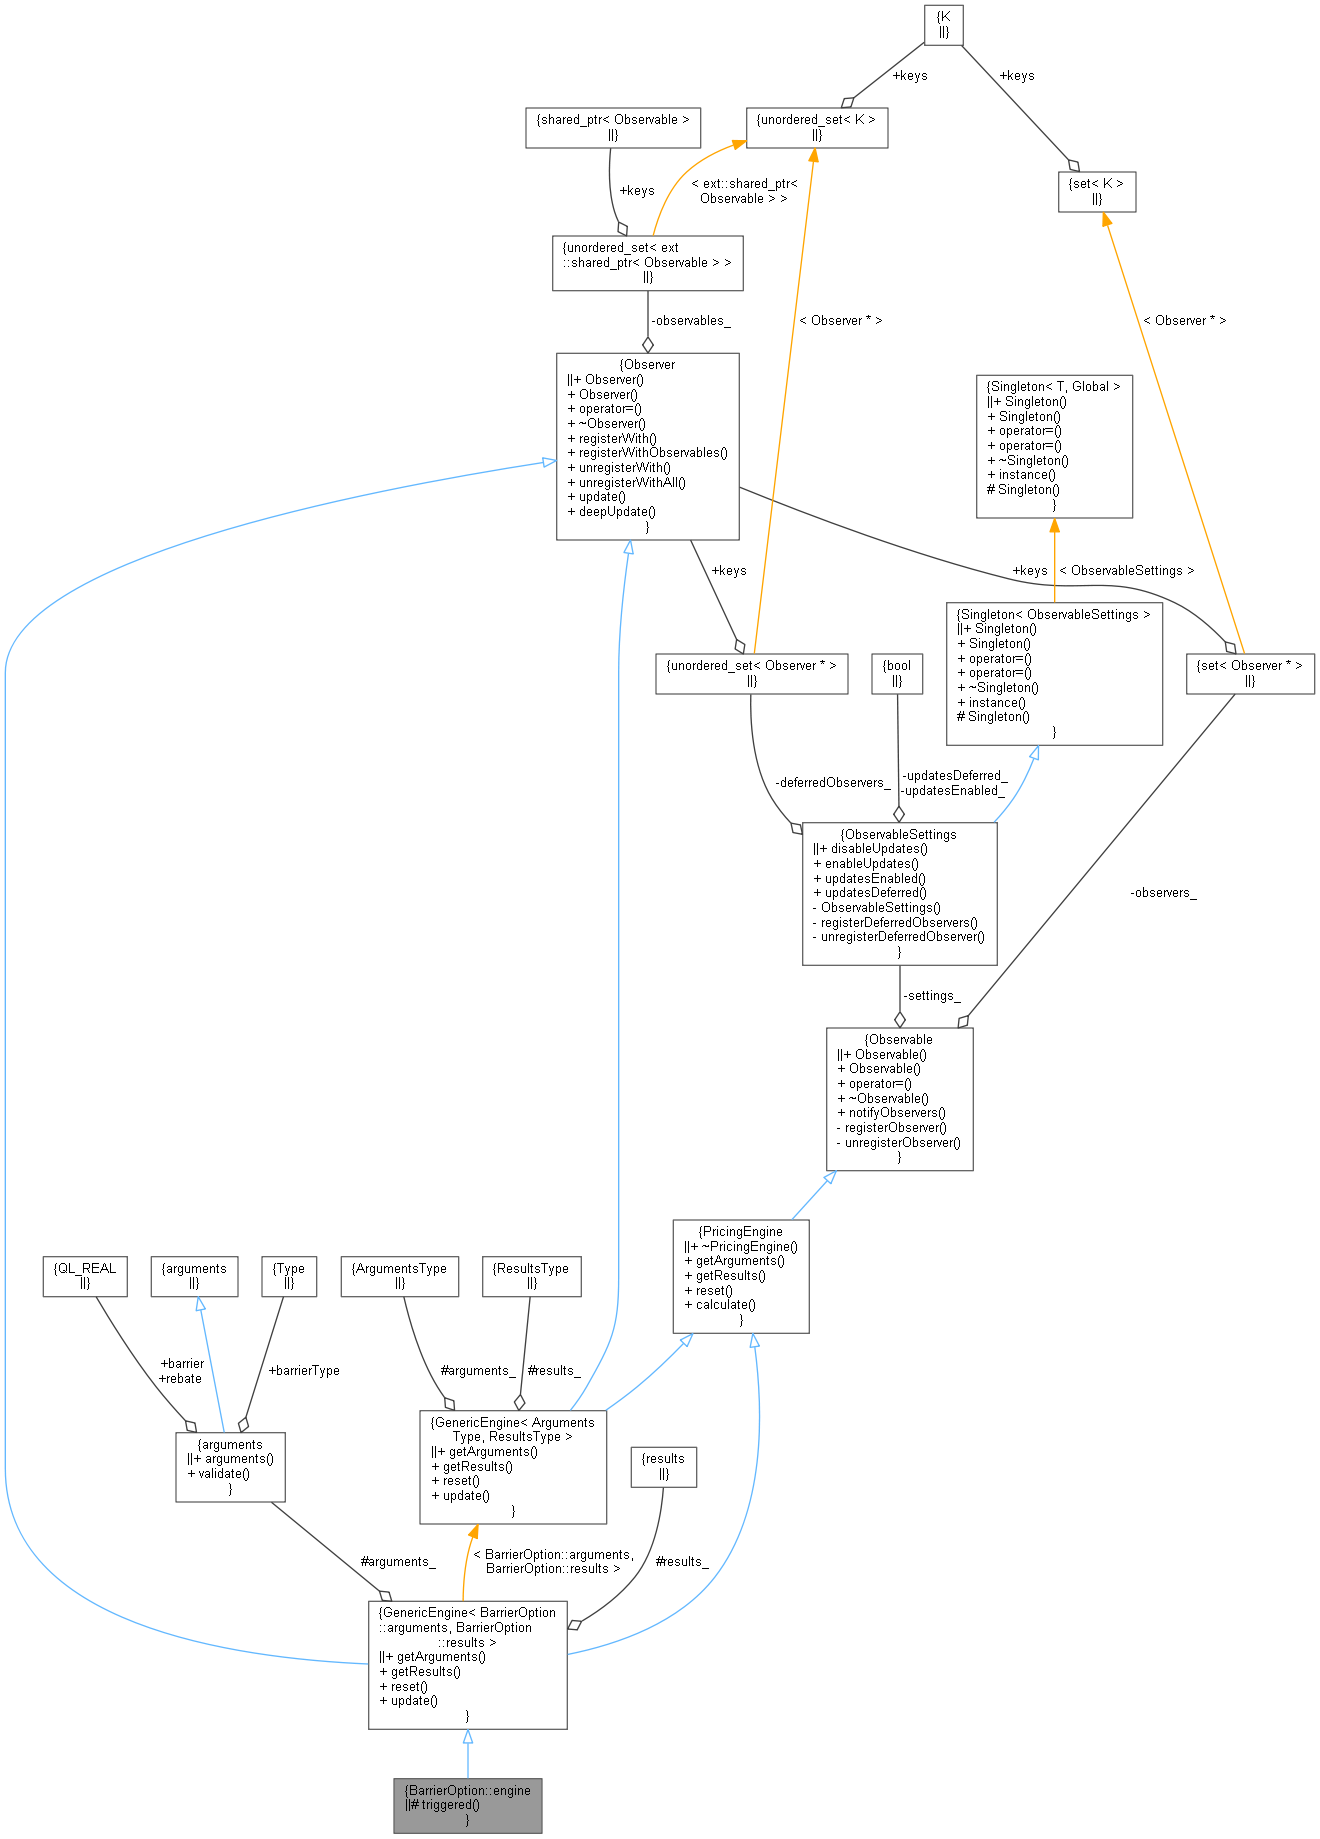 {K
||}
+keys
+keys
{shared_ptr< Observable >
||}
{unordered_set< K >
||}
{set< K >
||}
+keys
< ext::shared_ptr<
Observable > >
{unordered_set< ext
::shared_ptr< Observable > >
||}
-observables_
< Observer * >
< Observer * >
{Observer
||+ Observer()
+ Observer()
+ operator=()
+ ~Observer()
+ registerWith()
+ registerWithObservables()
+ unregisterWith()
+ unregisterWithAll()
+ update()
+ deepUpdate()
}
{Singleton< T, Global >
||+ Singleton()
+ Singleton()
+ operator=()
+ operator=()
+ ~Singleton()
+ instance()
# Singleton()
}
+keys
+keys
< ObservableSettings >
{unordered_set< Observer * >
||}
{bool
||}
{Singleton< ObservableSettings >
||+ Singleton()
+ Singleton()
+ operator=()
+ operator=()
+ ~Singleton()
+ instance()
# Singleton()
}
{set< Observer * >
||}
-deferredObservers_
-updatesDeferred_
-updatesEnabled_
{ObservableSettings
||+ disableUpdates()
+ enableUpdates()
+ updatesEnabled()
+ updatesDeferred()
- ObservableSettings()
- registerDeferredObservers()
- unregisterDeferredObserver()
}
-observers_
-settings_
{Observable
||+ Observable()
+ Observable()
+ operator=()
+ ~Observable()
+ notifyObservers()
- registerObserver()
- unregisterObserver()
}
{PricingEngine
||+ ~PricingEngine()
+ getArguments()
+ getResults()
+ reset()
+ calculate()
}
{QL_REAL
||}
{arguments
||}
{Type
||}
{ArgumentsType
||}
{ResultsType
||}
+barrier
+rebate
+barrierType
#arguments_
#results_
{arguments
||+ arguments()
+ validate()
}
{GenericEngine< Arguments
Type, ResultsType >
||+ getArguments()
+ getResults()
+ reset()
+ update()
}
{results
||}
#arguments_
< BarrierOption::arguments,
BarrierOption::results >
#results_
{GenericEngine< BarrierOption
::arguments, BarrierOption
::results >
||+ getArguments()
+ getResults()
+ reset()
+ update()
}
{BarrierOption::engine
||# triggered()
}